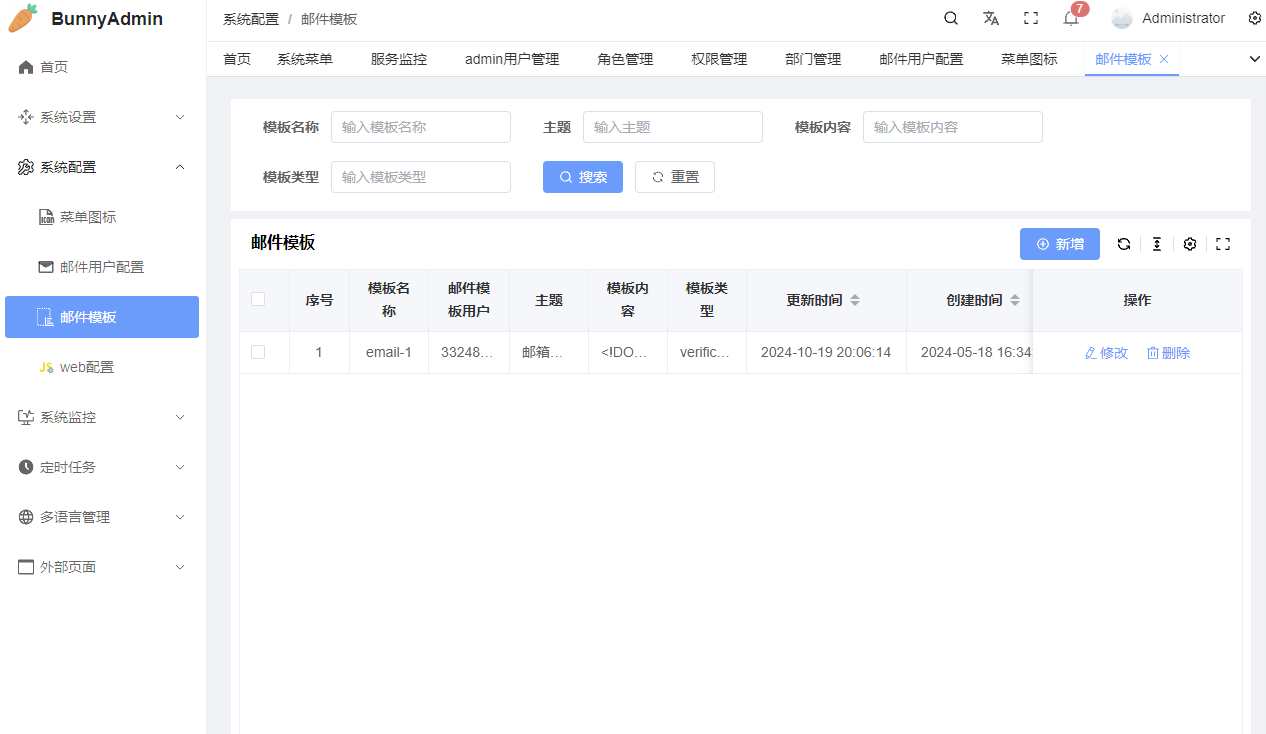 BunnyAdmin
系统配置 / 邮件模板
7
Administrator
首页 系统菜单 服务监控 admin用户管理 角色管理 权限管理 部门管理 邮件用户配置 菜单图标 邮件模板
首页
系统设置
系统配置
菜单图标
邮件用户配置
邮件模板
web配置
系统监控
定时任务
多语言管理
外部页面
模板名称 输入模板名称 主题 输入主题 模板内容 输入模板内容
模板类型 输入模板类型 搜索 重置
邮件模板 新增
序号 模板名称 邮件模板用户 主题 模板内容 模板类型 更新时间 创建时间 操作
1 email-1 33248... 邮箱... <!DO... verific... 2024-10-19 20:06:14 2024-05-18 16:34 修改 删除